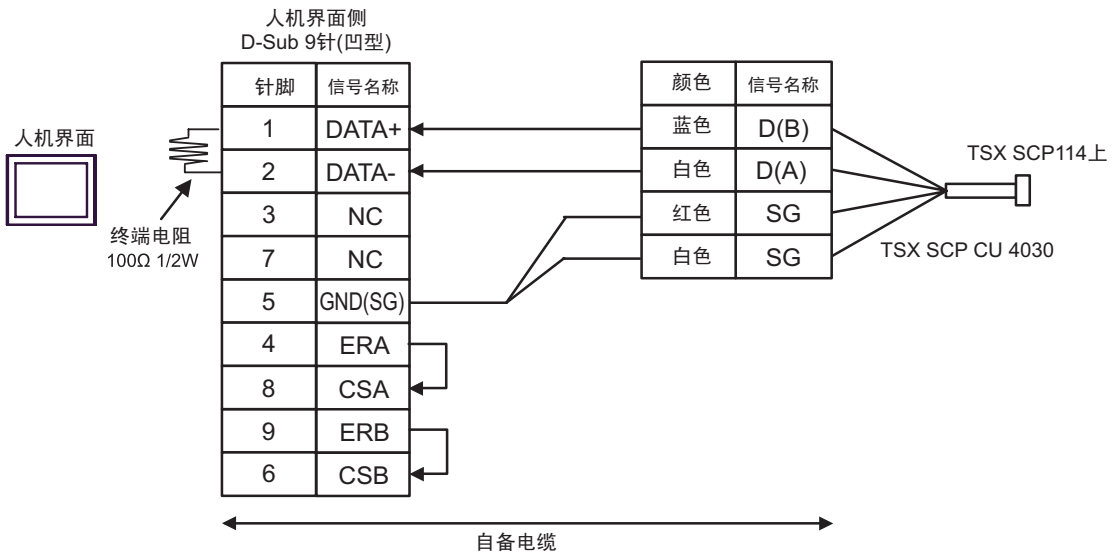 人机界面侧
D-Sub 9针(凹型)
人机界面
终端电阻
100Ω 1/2W
针脚 信号名称
1 DATA+
2 DATA-
3 NC
7 NC
5 GND(SG)
4 ERA
8 CSA
9 ERB
6 CSB
颜色 信号名称
蓝色 D(B)
白色 D(A)
红色 SG
白色 SG
TSX SCP114上
TSX SCP CU 4030
自备电缆